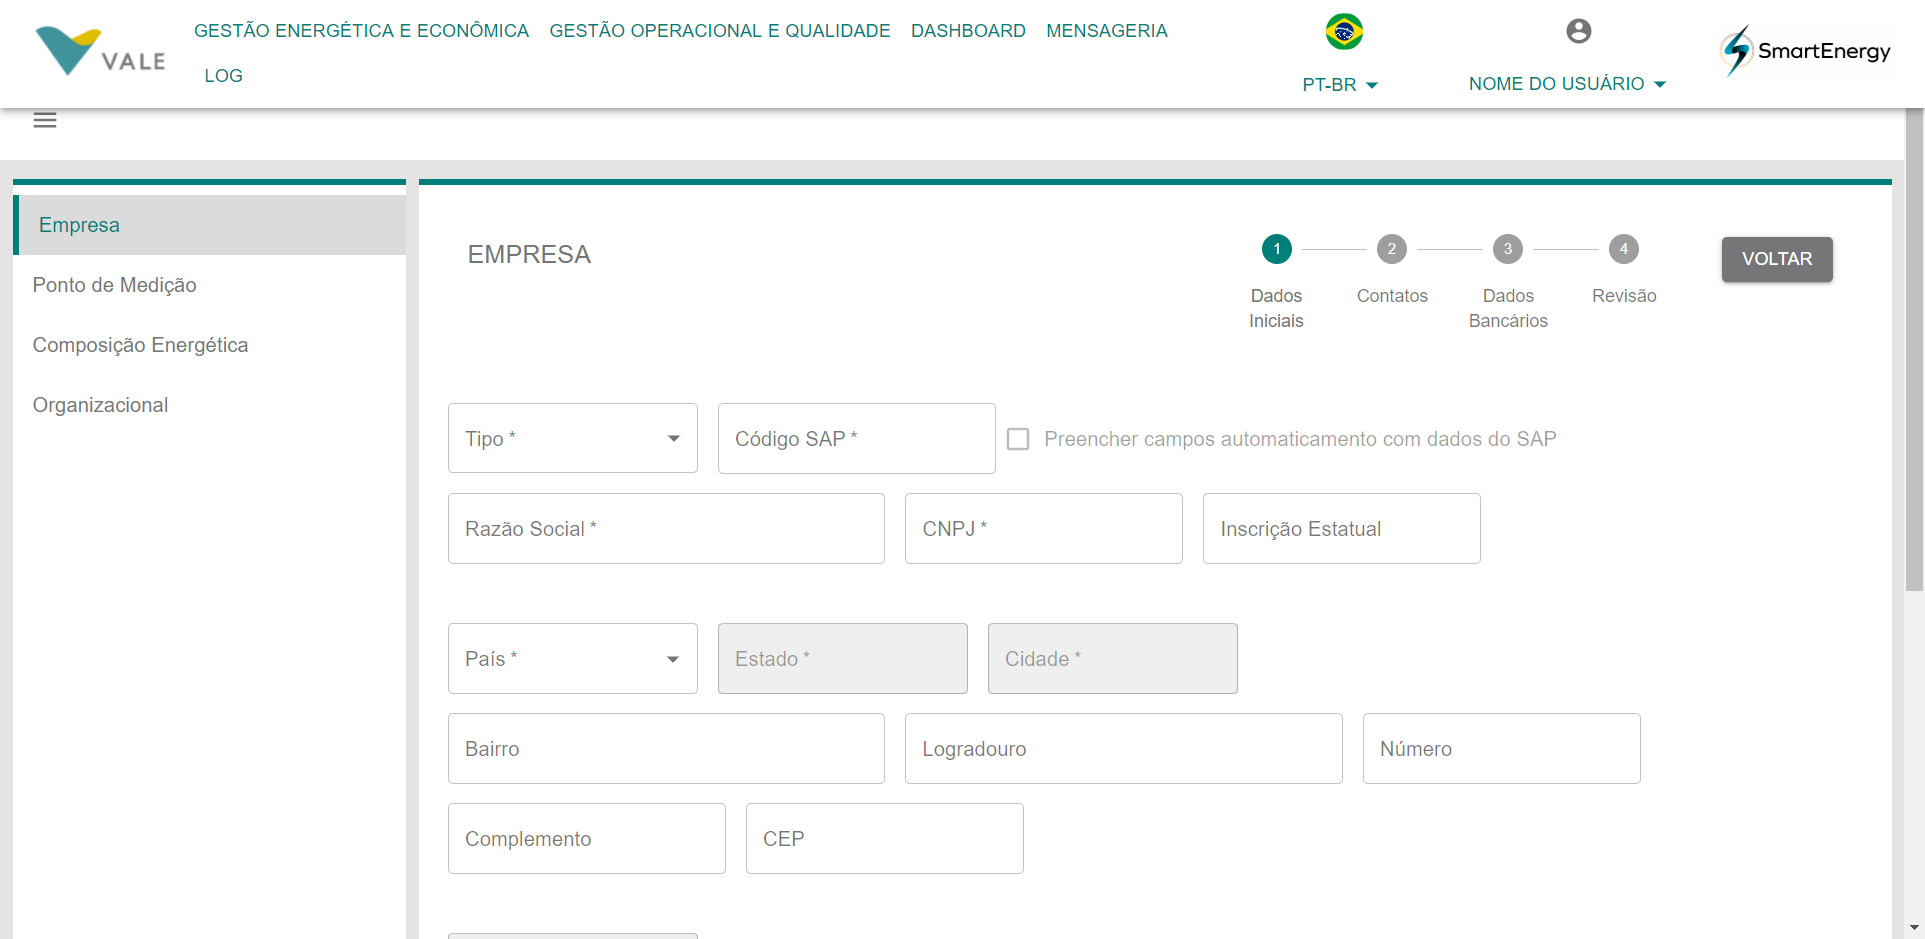 VALE
GESTÃO ENERGÉTICA E ECONÔMICA
GESTÃO OPERACIONAL E QUALIDADE
DASHBOARD
MENSAGERIA
LOG
PT-BR
NOME DO USUÁRIO
SmartEnergy
Empresa
Ponto de Medição
Composição Energética
Organizacional
EMPRESA
1
Dados
Iniciais
2
Contatos
3
Dados
Bancários
4
Revisão
VOLTAR
Tipo *
Código SAP *
Preencher campos automaticamento com dados do SAP
Razão Social *
CNPJ *
Inscrição Estatual
País *
Estado *
Cidade *
Bairro
Logradouro
Número
Complemento
CEP